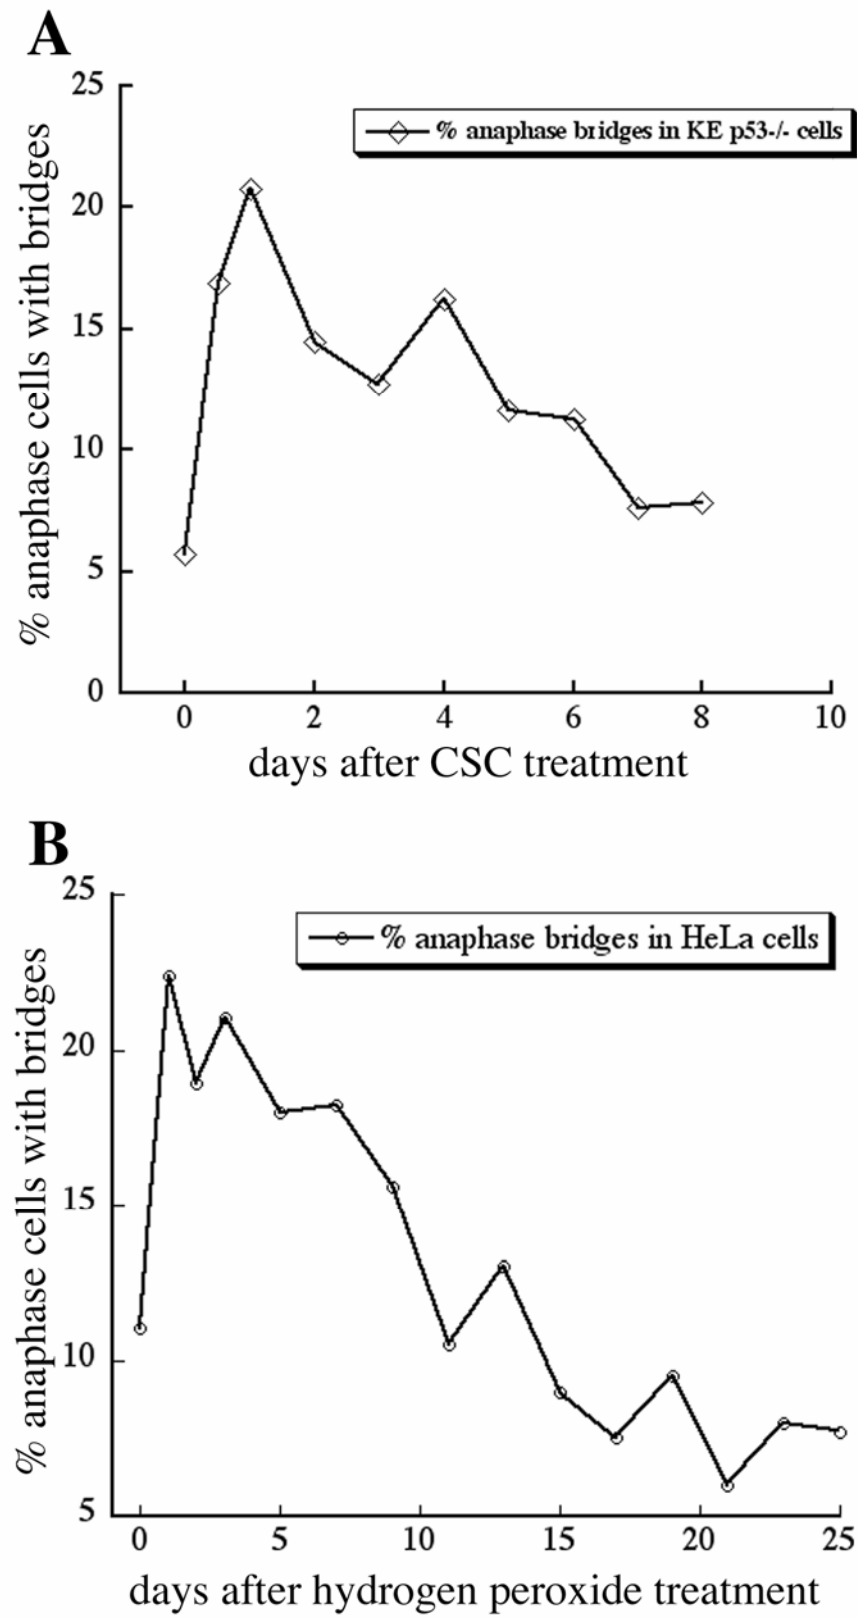 A
25
% anaphase bridges in KE p53-/- cells
20
15
10
5
0
% anaphase cells with bridges
0 2 4 6 8 10
days after CSC treatment
B
25
% anaphase bridges in HeLa cells
20
15
10
5
% anaphase cells with bridges
0 5 10 15 20 25
days after hydrogen peroxide treatment